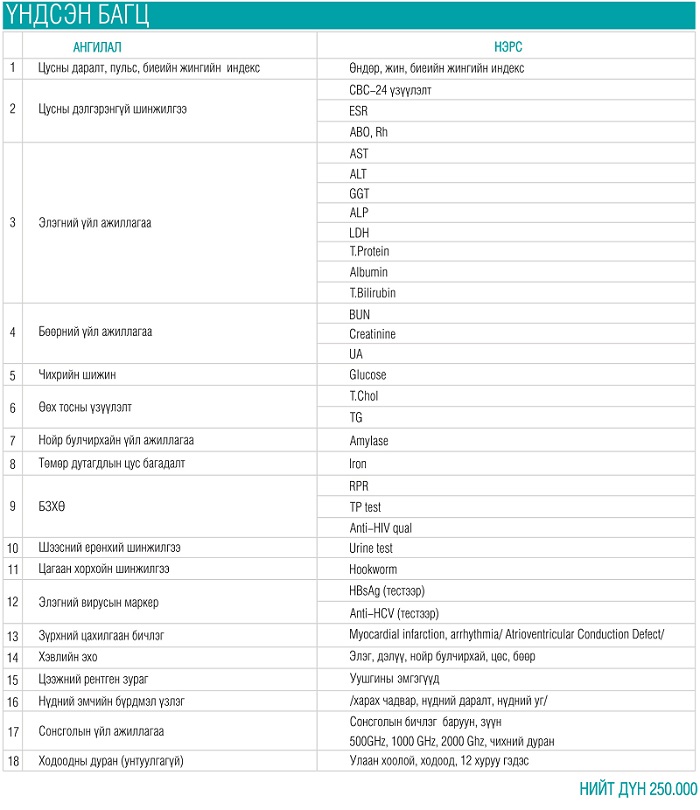 ҮНДСЭН БАГЦ
АНГИЛАЛ НЭРС
1 Цусны даралт, пульс, биеийн жингийн индекс Өндөр, жин, биеийн жингийн индекс
2 Цусны дэлгэрэнгүй шинжилгээ CBC-24 үзүүлэлт
ESR
ABO, Rh
3 Элэгний үйл ажиллагаа AST
ALT
GGT
ALP
LDH
T.Protein
Albumin
T.Bilirubin
4 Бөөрний үйл ажиллагаа BUN
Creatinine
UA
5 Чихрийн шижин Glucose
6 Өөх тосны үзүүлэлт T.Chol
TG
7 Нойр булчирхайн үйл ажиллагаа Amylase
8 Төмөр дутагдлын цус багадалт Iron
9 БЗХӨ RPR
TP test
Anti-HIV qual
10 Шээсний ерөнхий шинжилгээ Urine test
11 Цагаан хорхойн шинжилгээ Hookworm
12 Элэгний вирусын маркер HBsAg (тестээр)
Anti-HCV (тестээр)
13 Зүрхний цахилгаан бичлэг Myocardial infarction, arrhythmia/ Atrioventricular Conduction Defect/
14 Хэвлийн эхо Элэг, дэлүү, нойр булчирхай, цөс, бөөр
15 Цээжний рентген зураг Уушгины эмгэгүүд
16 Нүдний эмчийн бүрдмэл үзлэг /харах чадвар, нүдний даралт, нүдний уг/
17 Сонсголын үйл ажиллагаа Сонсголын бичлэг баруун, зүүн
500GHz, 1000 Ghz, 2000 Ghz, чихний дуран
18 Ходоодны дуран (унтуулгагүй) Улаан хоолой, ходоод, 12 хуруу гэдэс
НИЙТ ДҮН 250.000